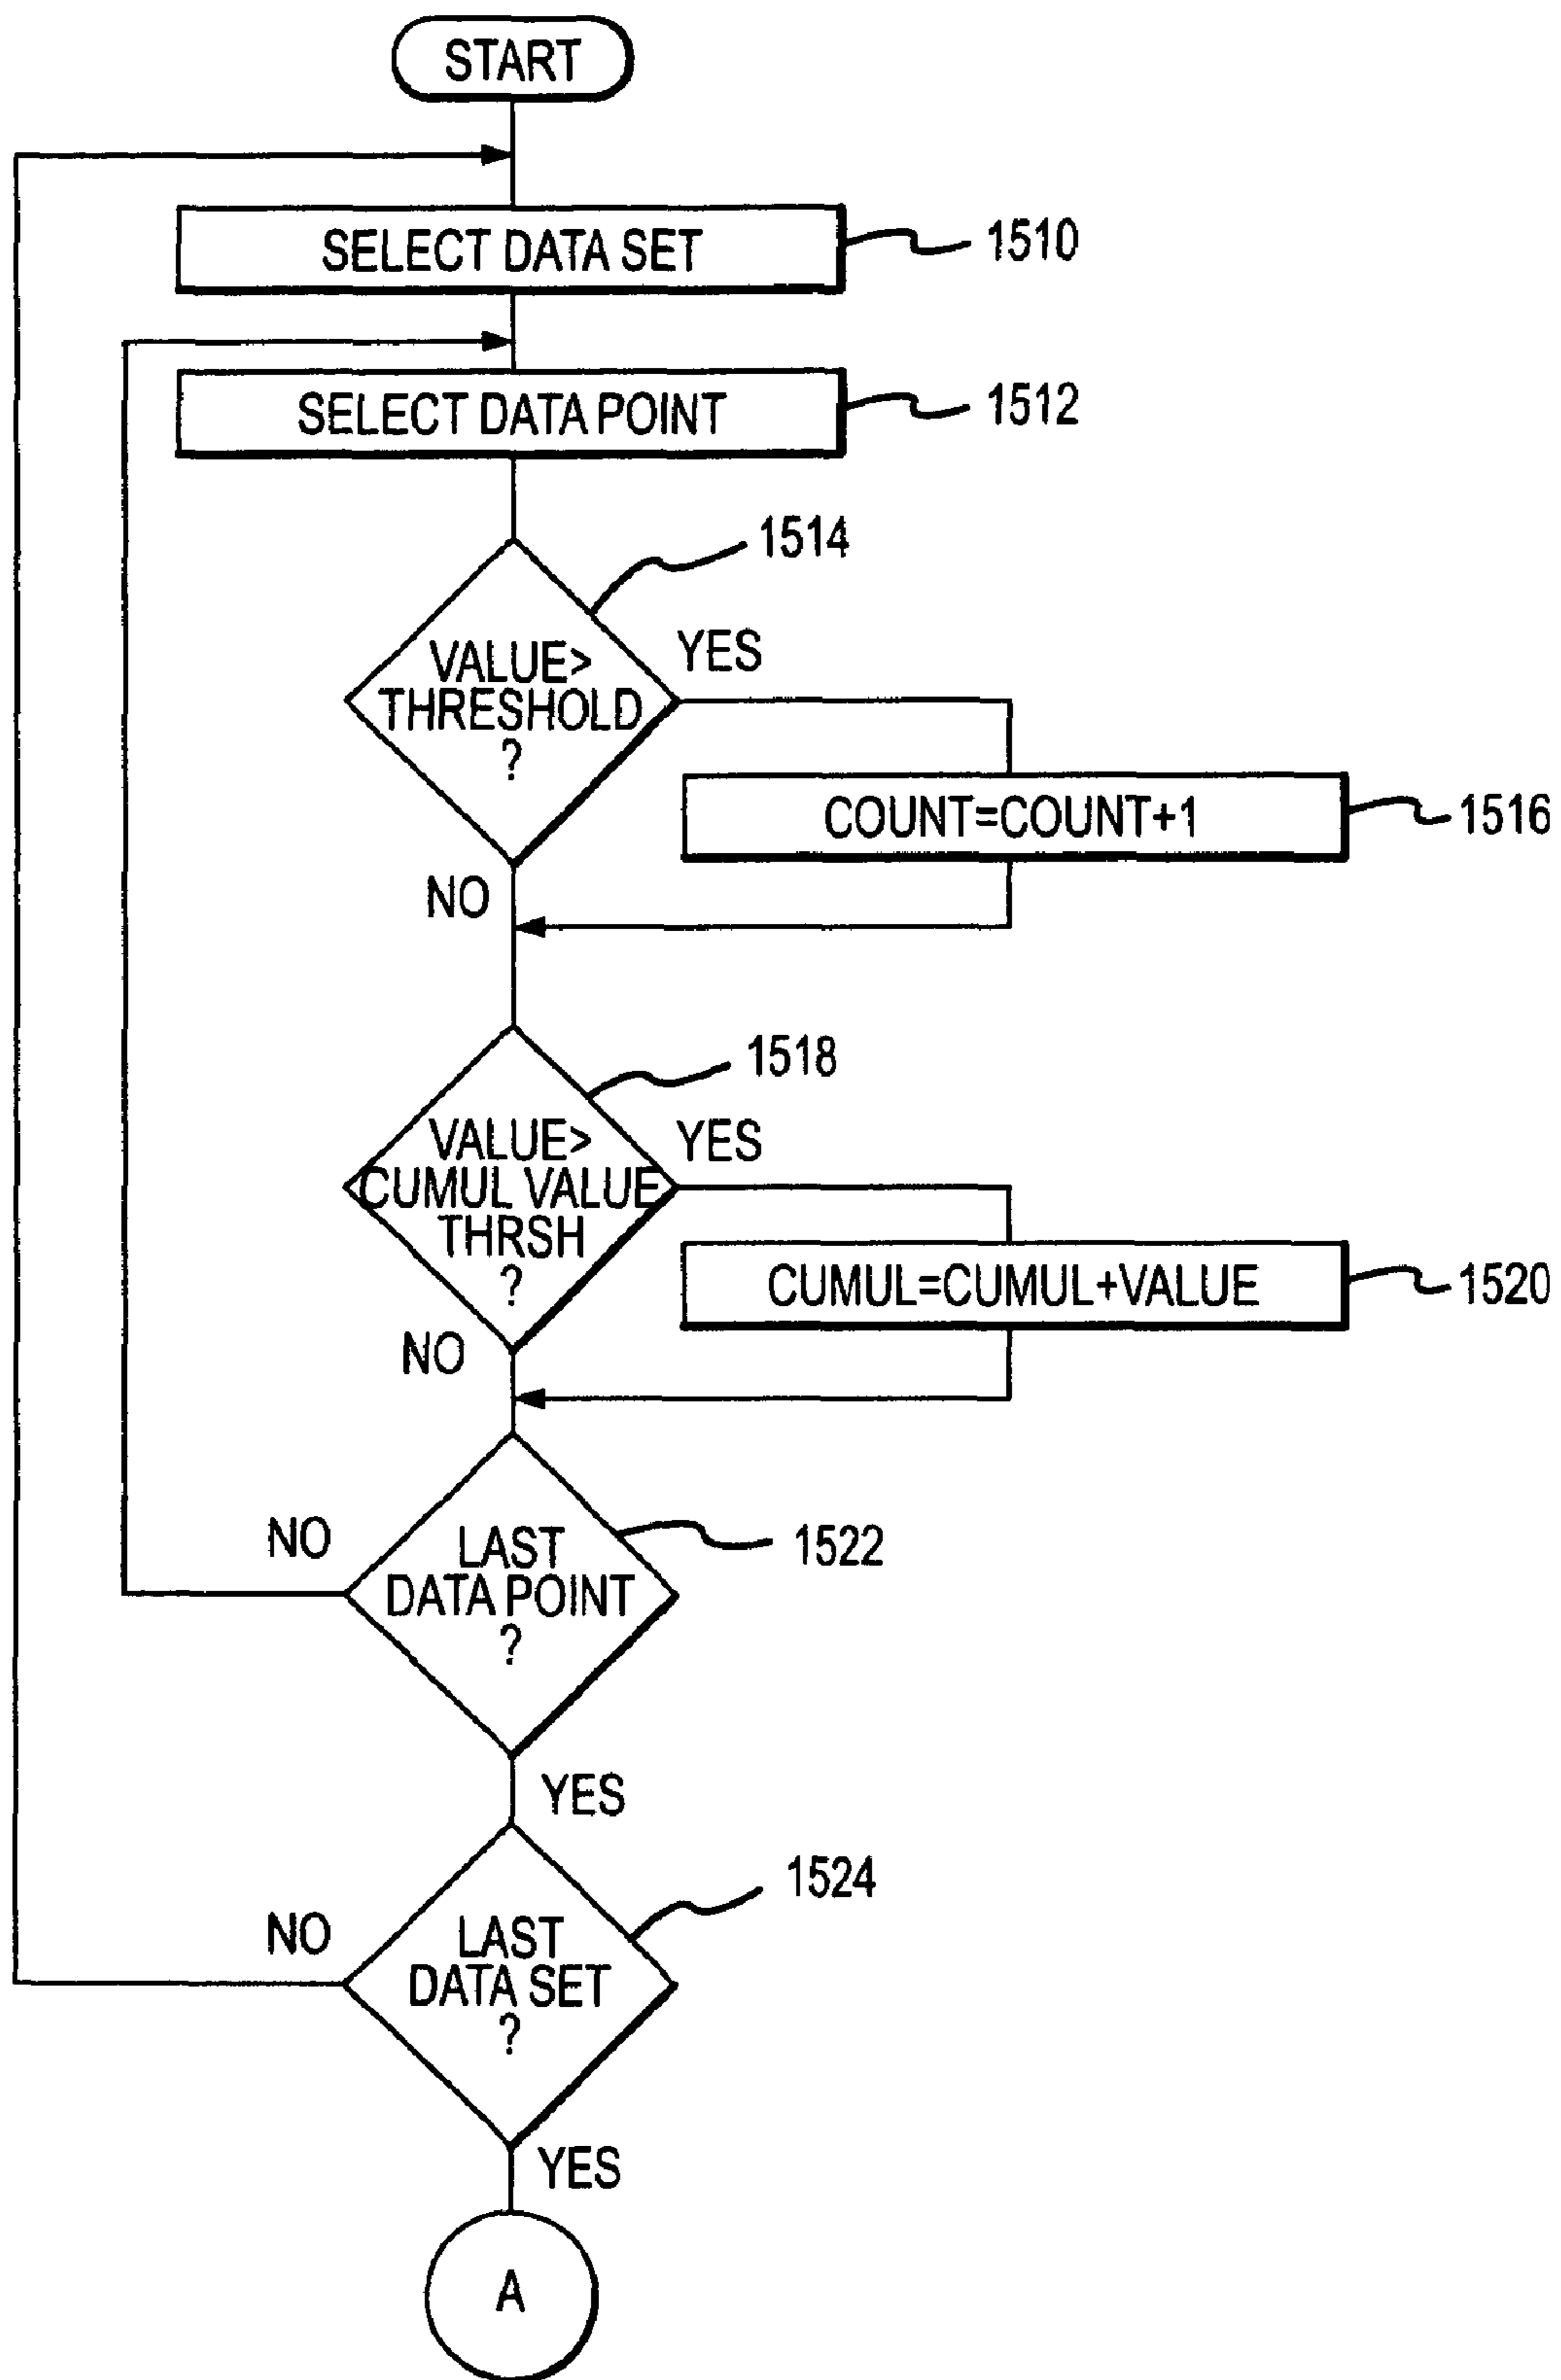 START
SELECT DATA SET
1510
SELECT DATA POINT
1512
1514
VALUE>
THRESHOLD
?
YES
COUNT=COUNT+1
1516
NO
1518
VALUE>
CUMUL VALUE
THRSH
?
YES
CUMUL=CUMUL+VALUE
1520
NO
LAST
DATA POINT
?
1522
NO
YES
1524
LAST
DATA SET
?
NO
YES
A